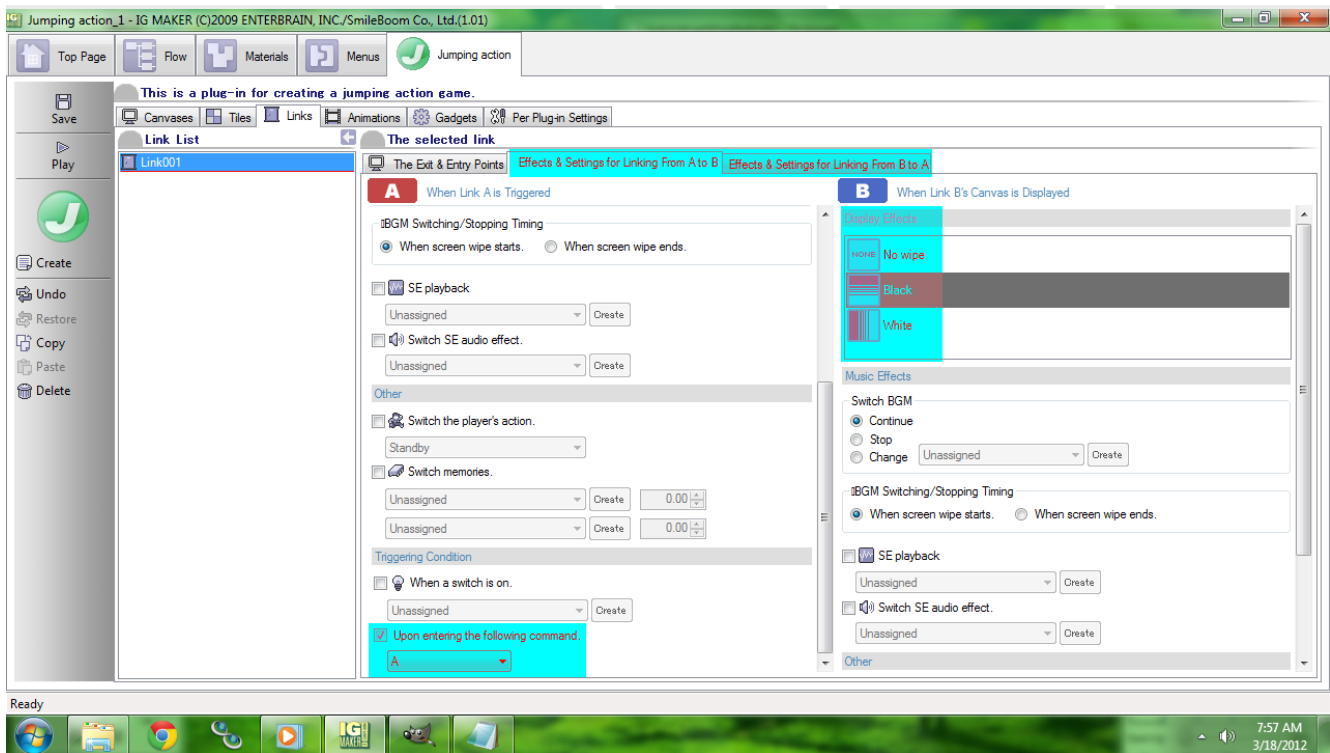 Jumping action_1 - IG MAKER (C)2009 ENTERBRAIN, INC./SmileBoom Co., Ltd.(1.01)
Top Page
Flow
Materials
Menus
Jumping action
Save
Play
Create
Undo
Restore
Copy
Paste
Delete
This is a plug-in for creating a jumping action game.
Canvases
Tiles
Links
Animations
Gadgets
Per Plug-in Settings
Link List
Link001
The selected link
The Exit & Entry Points
Effects & Settings for Linking From A to B
Effects & Settings for Linking From B to A
A When Link A is Triggered
BGM Switching/Stopping Timing
When screen wipe starts.
When screen wipe ends.
SE playback
Unassigned
Create
Switch SE audio effect.
Unassigned
Create
Other
Switch the player's action.
Standby
Switch memories.
Unassigned
Create
0.00
Unassigned
Create
0.00
Triggering Condition
When a switch is on.
Unassigned
Create
Upon entering the following command.
A
B When Link B's Canvas is Displayed
Display Effects
NONE No wipe
Black
White
Music Effects
Switch BGM
Continue
Stop
Change
Unassigned
Create
BGM Switching/Stopping Timing
When screen wipe starts.
When screen wipe ends.
SE playback
Unassigned
Create
Switch SE audio effect.
Unassigned
Create
Other
Ready
IG!
MAKER
7:57 AM
3/18/2012